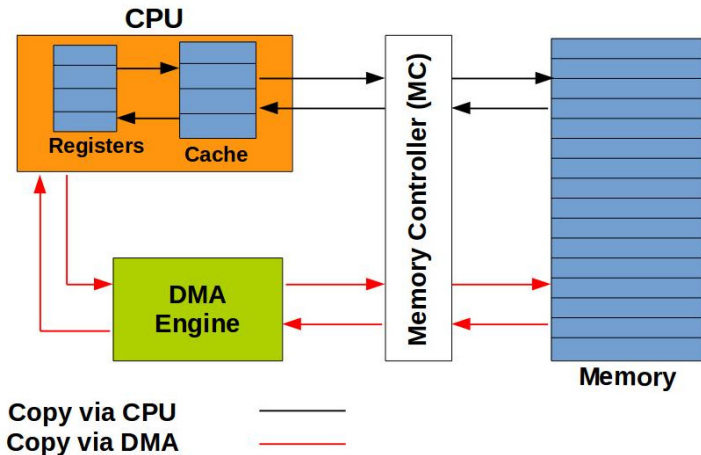 CPU
Registers
Cache
Memory Controller (MC)
DMA
Engine
Memory
Copy via CPU
Copy via DMA